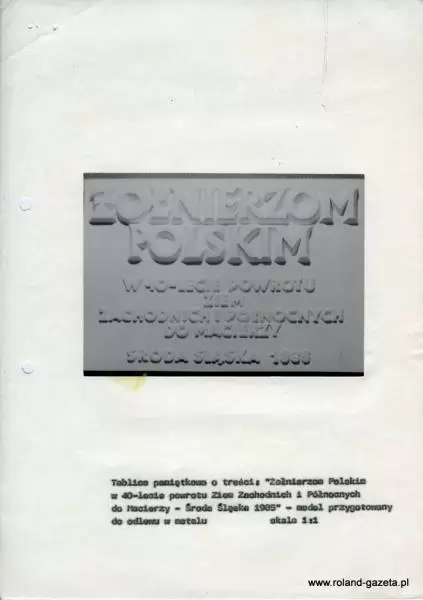 ŻOŁNIERZOM
POLSKIM
W 40-LECIE POWROTU
ZIEM
ZACHODNICH I PÓŁNOCNYCH
DO MACIERZY
ŚRODA ŚLĄSKA 1985
Tablica pamiątkowa o treści: "Żołnierzom Polskim
w 40-lecie powrotu Ziem Zachodnich i Północnych
do Macierzy - Środa Śląska 1985" - model przygotowany
do odlewu w metalu skala 1:1
www.roland-gazeta.pl